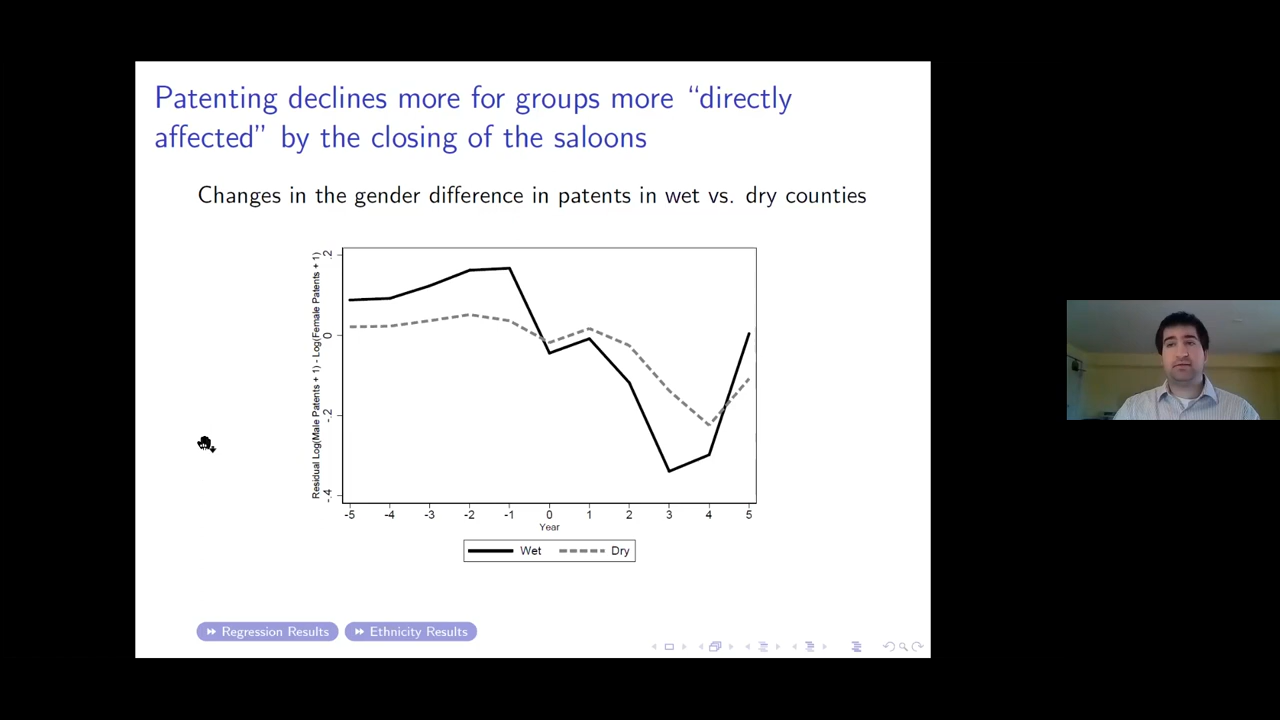 Patenting declines more for groups more “directly
affected” by the closing of the saloons
Changes in the gender difference in patents in wet vs. dry counties
Residual Log(Male Patents + 1) - Log(Female Patents + 1)
.2
0
-.2
-.4
-5 -4 -3 -2 -1 0 1 2 3 4 5
Year
Wet Dry
Regression Results Ethnicity Results